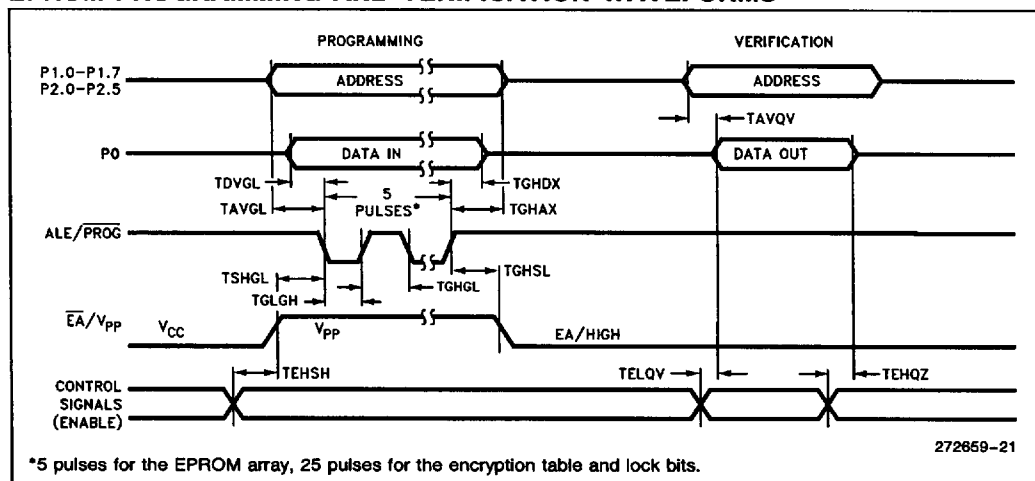 PROGRAMMING VERIFICATION
P1.0–P1.7
P2.0–P2.5
ADDRESS ADDRESS
TAVQV
P0 DATA IN DATA OUT
TDVGL 5 TGHDX
TAVGL PULSES* TGHAX
ALE/PROG
TSHGL TGHSL
TGLGH TGHGL
EA/VPP VCC VPP EA/HIGH
TEHSH TELQV TEHQZ
CONTROL
SIGNALS
(ENABLE)
272659–21
*5 pulses for the EPROM array, 25 pulses for the encryption table and lock bits.